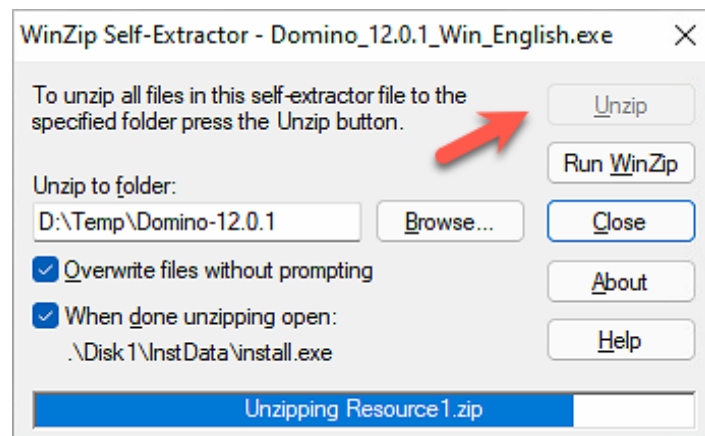 WinZip Self-Extractor - Domino_12.0.1_Win_English.exe
To unzip all files in this self-extractor file to the
specified folder press the Unzip button.
Unzip
Run WinZip
Unzip to folder:
D:\Temp\Domino-12.0.1
Browse...
Close
Overwrite files without prompting
About
When done unzipping open:
.\Disk1\InstData\install.exe
Help
Unzipping Resource1.zip